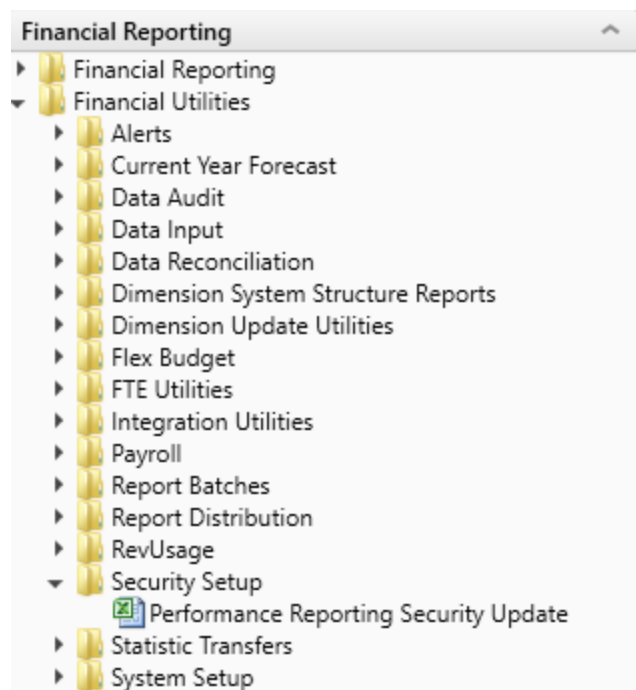 Financial Reporting
Financial Reporting
Financial Utilities
Alerts
Current Year Forecast
Data Audit
Data Input
Data Reconciliation
Dimension System Structure Reports
Dimension Update Utilities
Flex Budget
FTE Utilities
Integration Utilities
Payroll
Report Batches
Report Distribution
RevUsage
Security Setup
Performance Reporting Security Update
Statistic Transfers
System Setup